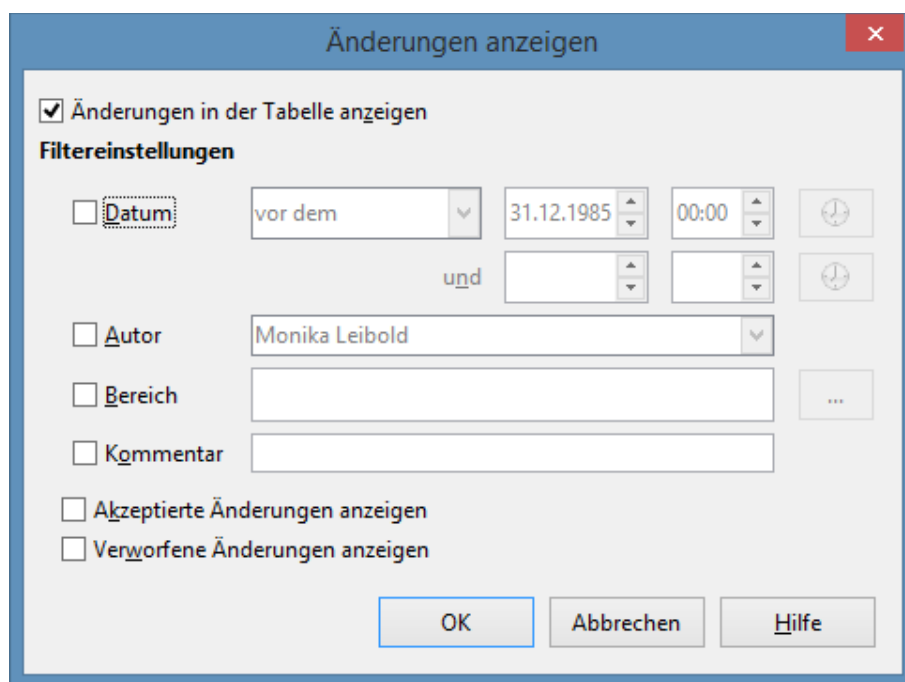 Änderungen anzeigen
Änderungen in der Tabelle anzeigen
Filtereinstellungen
Datum vor dem 31.12.1985 00:00
und
Autor Monika Leibold
Bereich ...
Kommentar
Akzeptierte Änderungen anzeigen
Verworfene Änderungen anzeigen
OK Abbrechen Hilfe